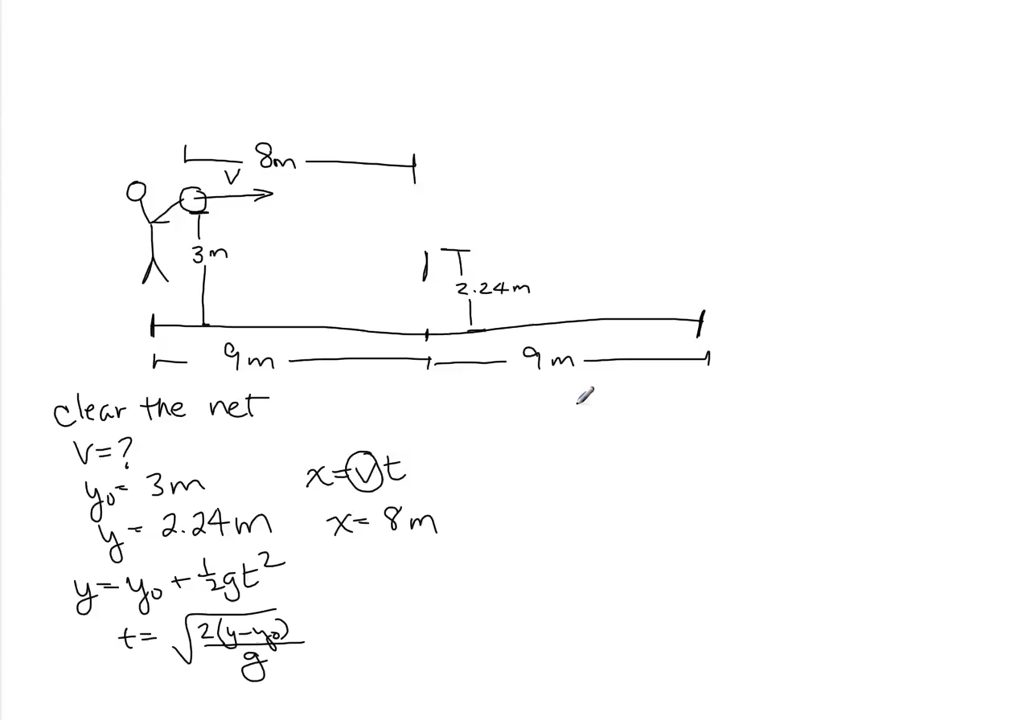 8m
v
3m
2.24m
9m
9m
clear the net
v=?
y₀= 3m
x=vt
y= 2.24m
x= 8m
y= y₀ + ½gt²
t= √(2(y-y₀)/g)